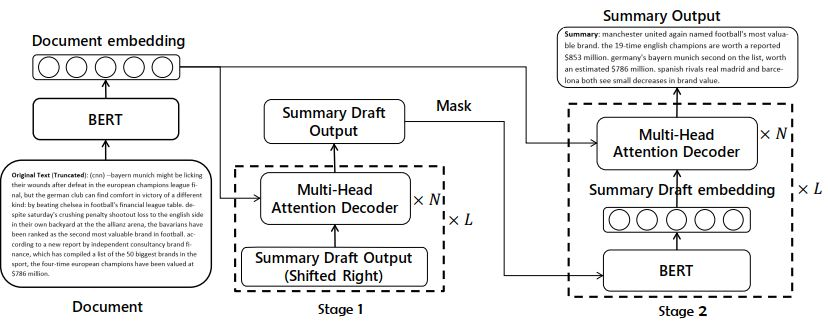 Document embedding
BERT
Original Text (Truncated): (cnn) --bayern munich might be licking
their wounds after defeat in the european champions league fi-
nal, but the german club can find comfort in victory of a different
kind: by beating chelsea in football's financial league table. de-
spite saturday's crushing penalty shootout loss to the english side
in their own backyard at the the allianz arena, the bavarians have
been ranked as the second most valuable brand in football. ac-
cording to a new report by independent consultancy brand fi-
nance, which has compiled a list of the 50 biggest brands in the
sport, the four-time european champions have been valued at
$786 million.
Document
Summary Draft
Output
Mask
Multi-Head
Attention Decoder
× N
× L
Summary Draft Output
(Shifted Right)
Stage 1
Summary Output
Summary: manchester united again named football's most valua-
ble brand. the 19-time english champions are worth a reported
$853 million. germany's bayern munich second on the list, worth
an estimated $786 million. spanish rivals real madrid and barce-
lona both see small decreases in brand value.
Multi-Head
Attention Decoder
× N
Summary Draft embedding
× L
BERT
Stage 2